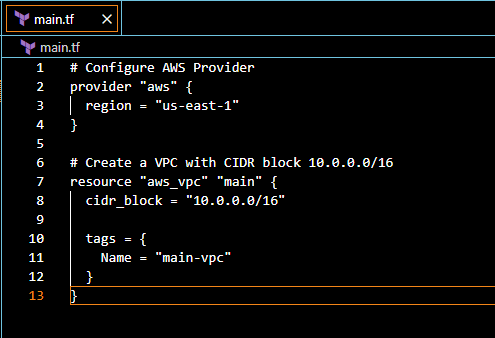 main.tf
main.tf
1 # Configure AWS Provider
2 provider "aws" {
3   region = "us-east-1"
4 }
5
6 # Create a VPC with CIDR block 10.0.0.0/16
7 resource "aws_vpc" "main" {
8   cidr_block = "10.0.0.0/16"
9
10   tags = {
11     Name = "main-vpc"
12   }
13 }